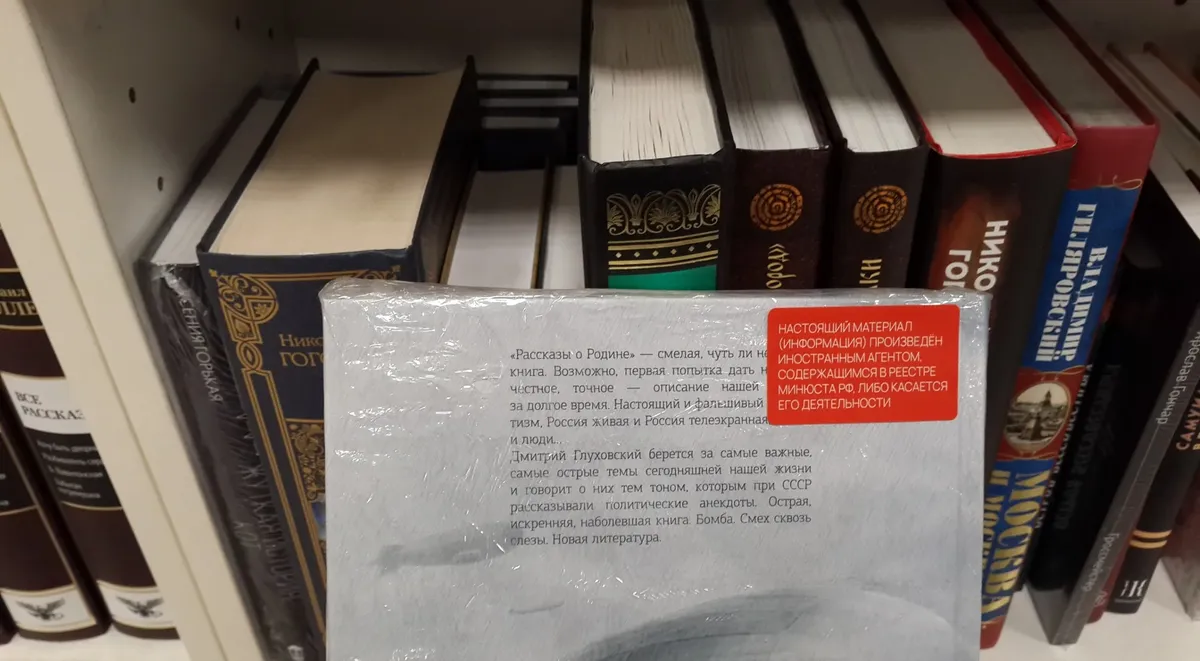 НАСТОЯЩИЙ МАТЕРИАЛ
(ИНФОРМАЦИЯ) ПРОИЗВЕДЁН
ИНОСТРАННЫМ АГЕНТОМ,
СОДЕРЖАЩИМСЯ В РЕЕСТРЕ
МИНЮСТА РФ, ЛИБО КАСАЕТСЯ
ЕГО ДЕЯТЕЛЬНОСТИ
«Рассказы о Родине» — смелая, чуть ли не
книга. Возможно, первая попытка дать
честное, точное — описание нашей
за долгое время. Настоящий и фальшивый
тизм, Россия живая и Россия телеэкранная
и люди...
Дмитрий Глуховский берется за самые важные,
самые острые темы сегодняшней нашей жизни
и говорит о них тем тоном, которым при СССР
рассказывали политические анекдоты. Острая,
искренняя, наболевшая книга. Бомба. Смех сквозь
слезы. Новая литература.
ВСЕ
КСЕНИЯ ГОРЬКАЯ
НИКО
ВЛАДИМИР
ГИЛЯРОВСКИЙ
МОСКВА